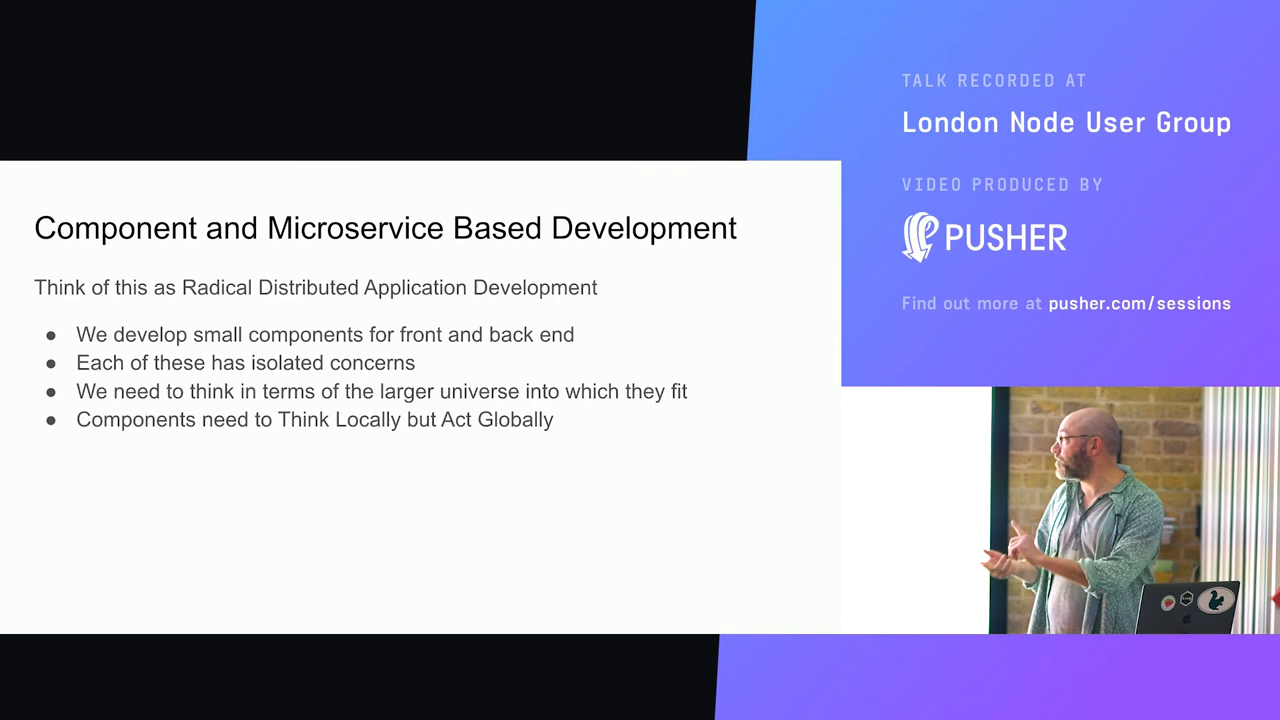 Component and Microservice Based Development
Think of this as Radical Distributed Application Development
● We develop small components for front and back end
● Each of these has isolated concerns
● We need to think in terms of the larger universe into which they fit
● Components need to Think Locally but Act Globally
TALK RECORDED AT
London Node User Group
VIDEO PRODUCED BY
PUSHER
Find out more at pusher.com/sessions